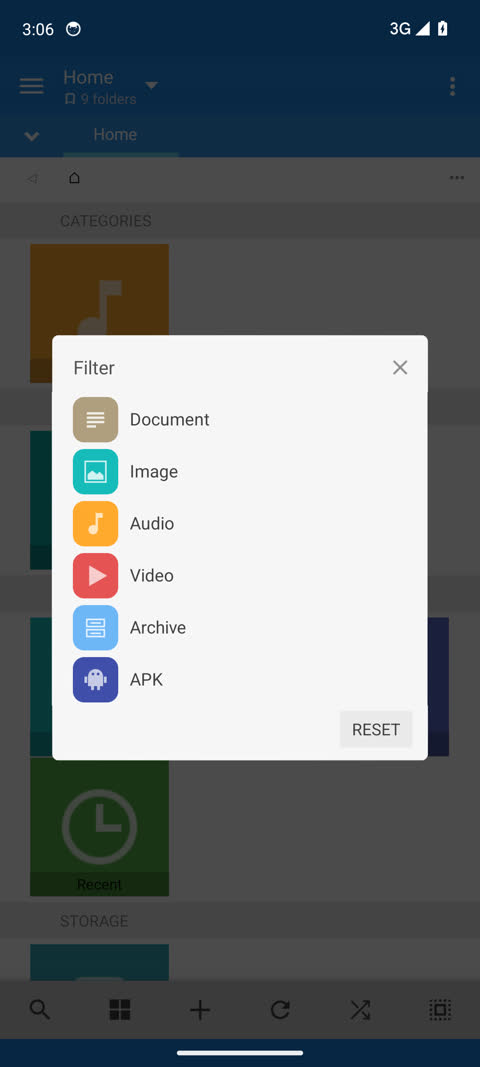 3:06
3G
Home
9 folders
Home
CATEGORIES
Filter
Document
Image
Audio
Video
Archive
APK
RESET
Recent
STORAGE